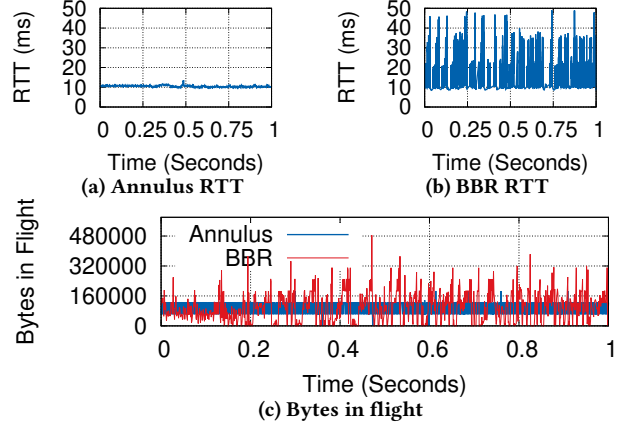 RTT (ms)
50
40
30
20
10
0
0 0.25 0.5 0.75 1
Time (Seconds)
(a) Annulus RTT
RTT (ms)
50
40
30
20
10
0
0 0.25 0.5 0.75 1
Time (Seconds)
(b) BBR RTT
Bytes in Flight
480000
320000
160000
0
Annulus
BBR
0 0.2 0.4 0.6 0.8 1
Time (Seconds)
(c) Bytes in flight